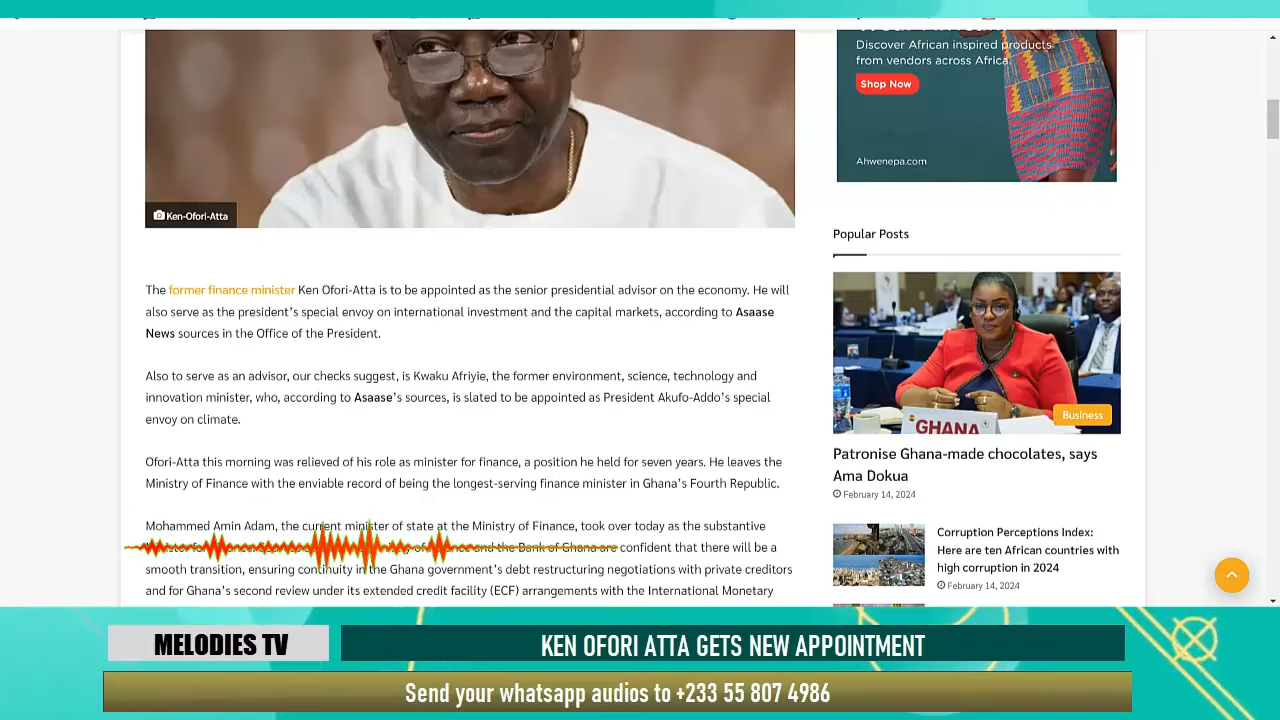 Discover African inspired products
from vendors across Africa.
Shop Now
Ahwenepa.com
Ken-Ofori-Atta
The former finance minister Ken Ofori-Atta is to be appointed as the senior presidential advisor on the economy. He will
also serve as the president's special envoy on international investment and the capital markets, according to Asaase
News sources in the Office of the President.
Also to serve as an advisor, our checks suggest, is Kwaku Afriyie, the former environment, science, technology and
innovation minister, who, according to Asaase's sources, is slated to be appointed as President Akufo-Addo's special
envoy on climate.
Ofori-Atta this morning was relieved of his role as minister for finance, a position he held for seven years. He leaves the
Ministry of Finance with the enviable record of being the longest-serving finance minister in Ghana's Fourth Republic.
Mohammed Amin Adam, the current minister of state at the Ministry of Finance, took over today as the substantive
and the Bank of Ghana are confident that there will be a
smooth transition, ensuring continuity in the Ghana government's debt restructuring negotiations with private creditors
and for Ghana's second review under its extended credit facility (ECF) arrangements with the International Monetary
Popular Posts
GHANA
Business
Patronise Ghana-made chocolates, says
Ama Dokua
February 14, 2024
Corruption Perceptions Index:
Here are ten African countries with
high corruption in 2024
February 14, 2024
MELODIES TV
KEN OFORI ATTA GETS NEW APPOINTMENT
Send your whatsapp audios to +233 55 807 4986